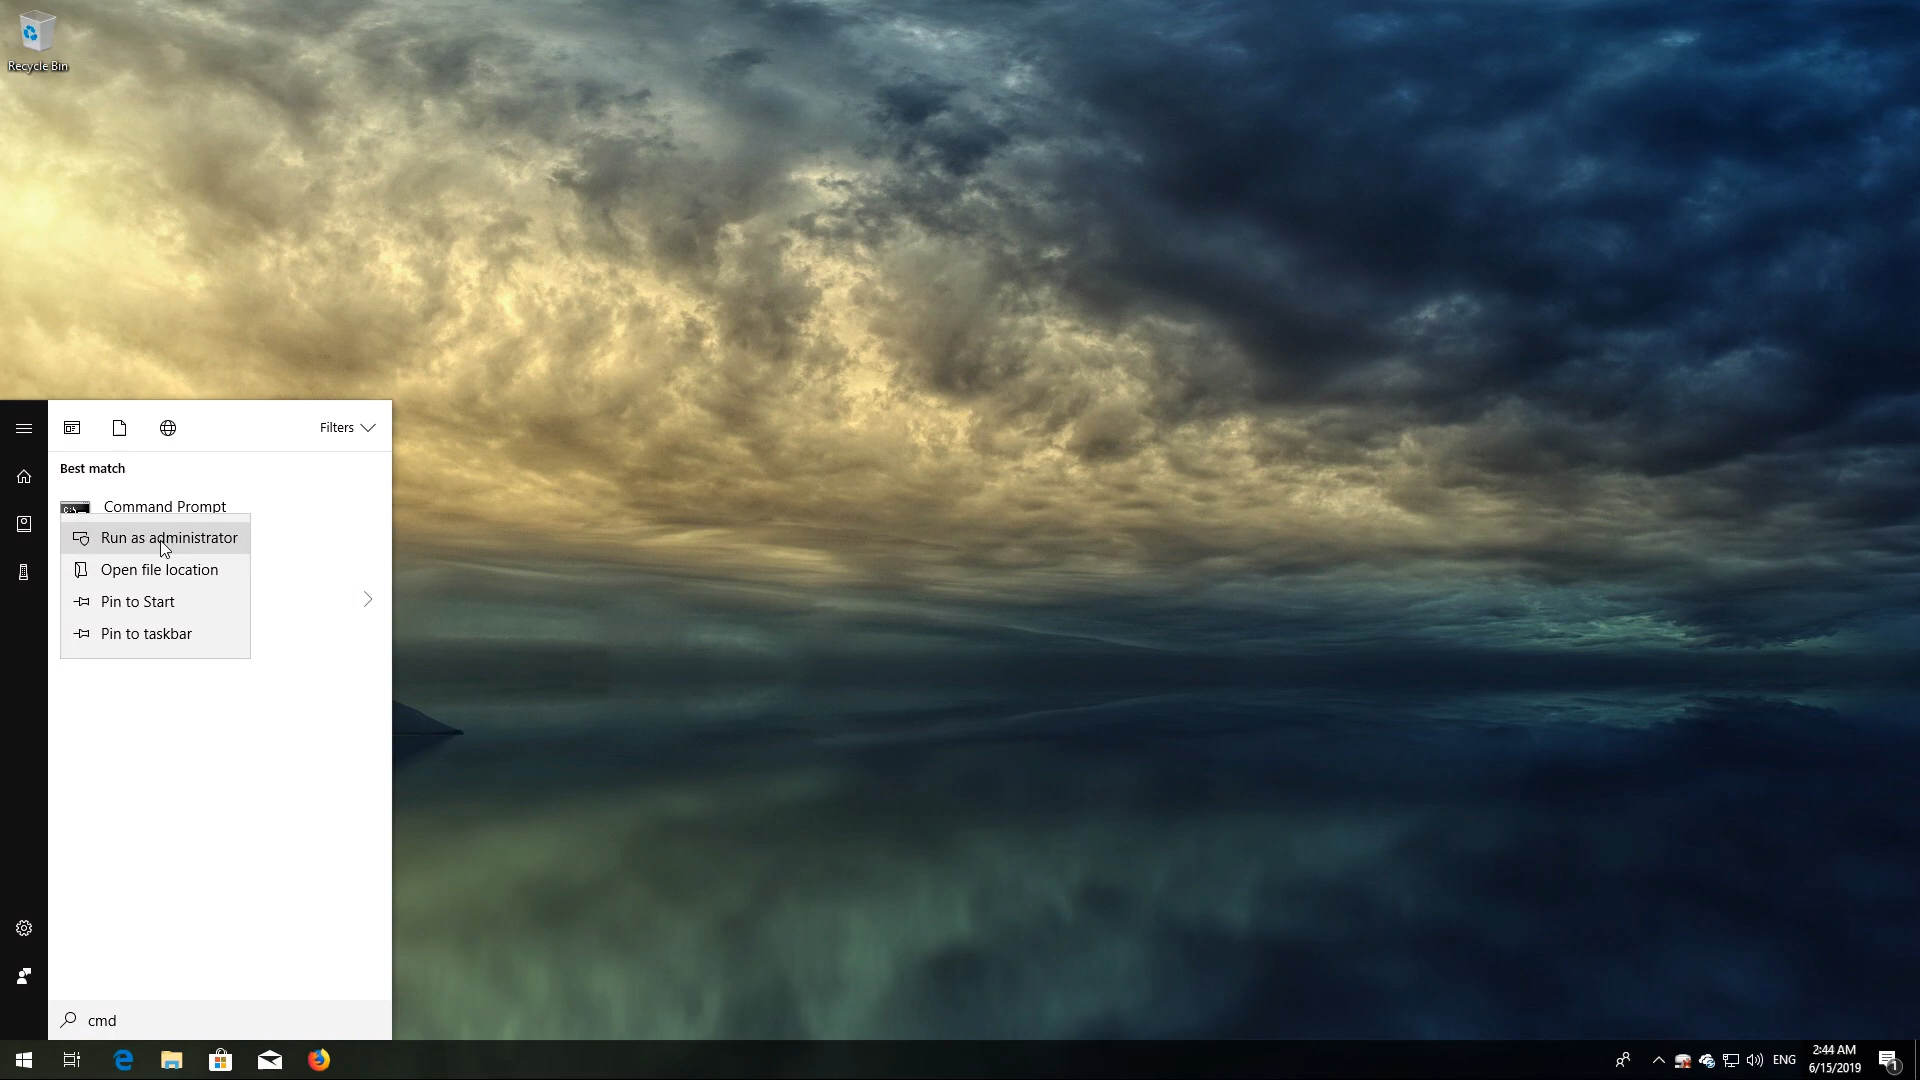 Recycle Bin
Filters
Best match
Command Prompt
Run as administrator
Open file location
Pin to Start
Pin to taskbar
cmd
ENG
2:44 AM
6/15/2019
1